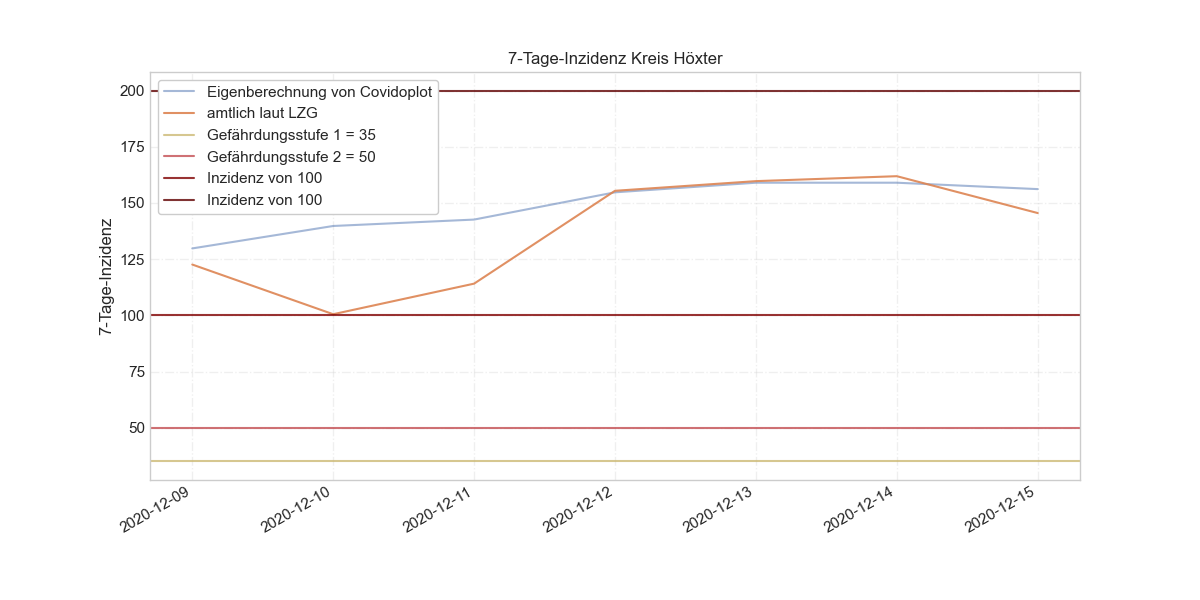 7-Tage-Inzidenz Kreis Höxter
Eigenberechnung von Covidoplot
amtlich laut LZG
Gefährdungsstufe 1 = 35
Gefährdungsstufe 2 = 50
Inzidenz von 100
Inzidenz von 100
7-Tage-Inzidenz
200
175
150
125
100
75
50
2020-12-09
2020-12-10
2020-12-11
2020-12-12
2020-12-13
2020-12-14
2020-12-15